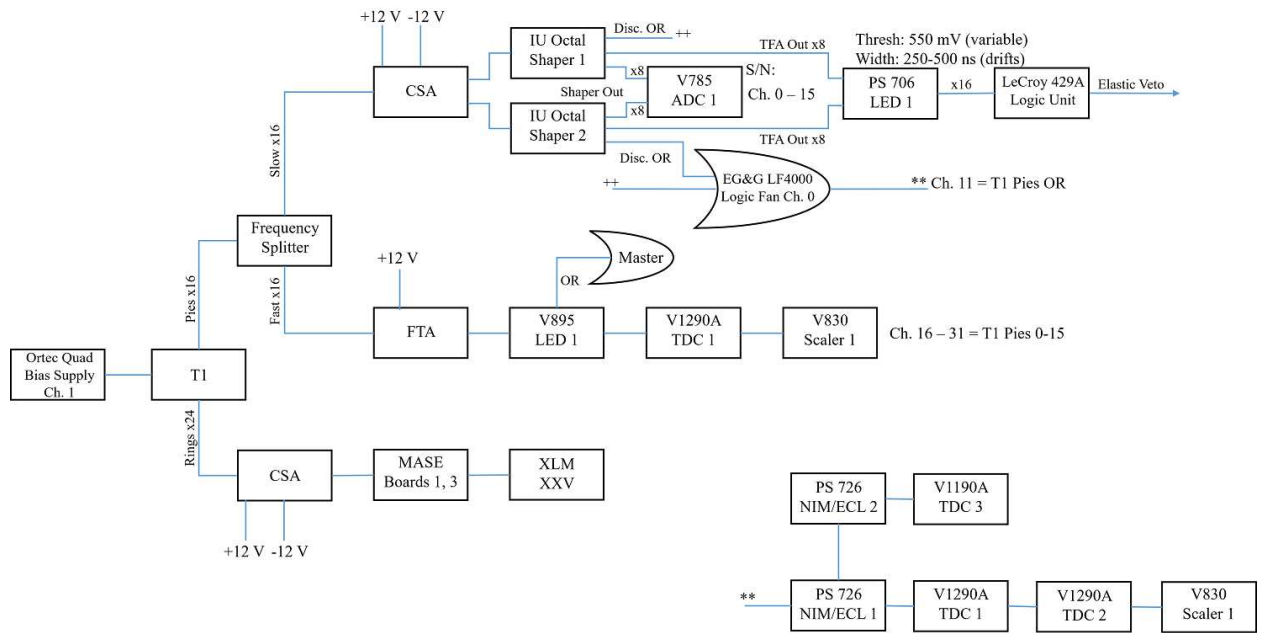 +12 V -12 V
CSA
IU Octal
Shaper 1
Disc. OR
++
TFA Out x8
x8
Shaper Out
x8
V785
ADC 1
S/N:
Ch. 0 – 15
Thresh: 550 mV (variable)
Width: 250-500 ns (drifts)
PS 706
LED 1
x16
LeCroy 429A
Logic Unit
Elastic Veto
IU Octal
Shaper 2
TFA Out x8
Disc. OR
++
EG&G LF4000
Logic Fan Ch. 0
** Ch. 11 = T1 Pies OR
Slow x16
Frequency
Splitter
Pies x16
Fast x16
+12 V
FTA
OR
Master
V895
LED 1
V1290A
TDC 1
V830
Scaler 1
Ch. 16 – 31 = T1 Pies 0-15
Ortec Quad
Bias Supply
Ch. 1
T1
Rings x24
CSA
+12 V -12 V
MASE
Boards 1, 3
XLM
XXV
PS 726
NIM/ECL 2
V1190A
TDC 3
**
PS 726
NIM/ECL 1
V1290A
TDC 1
V1290A
TDC 2
V830
Scaler 1